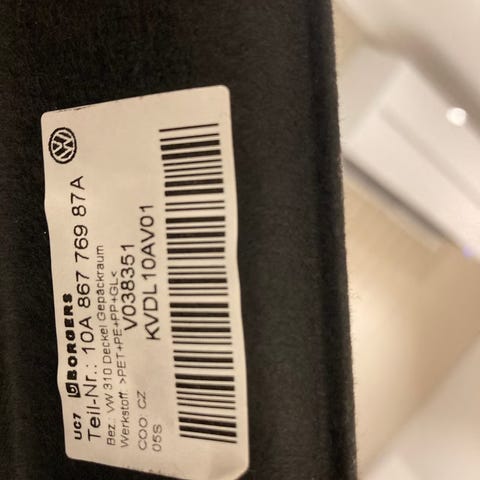 UC7 BORGERS
Teil-Nr.: 10A 867 769 87A
Bez.: VW 310 Deckel Gepäckraum
Werkstoff: >PET+PE+PP+GL<
V038351
COO: CZ
KVDL10AV01
05S